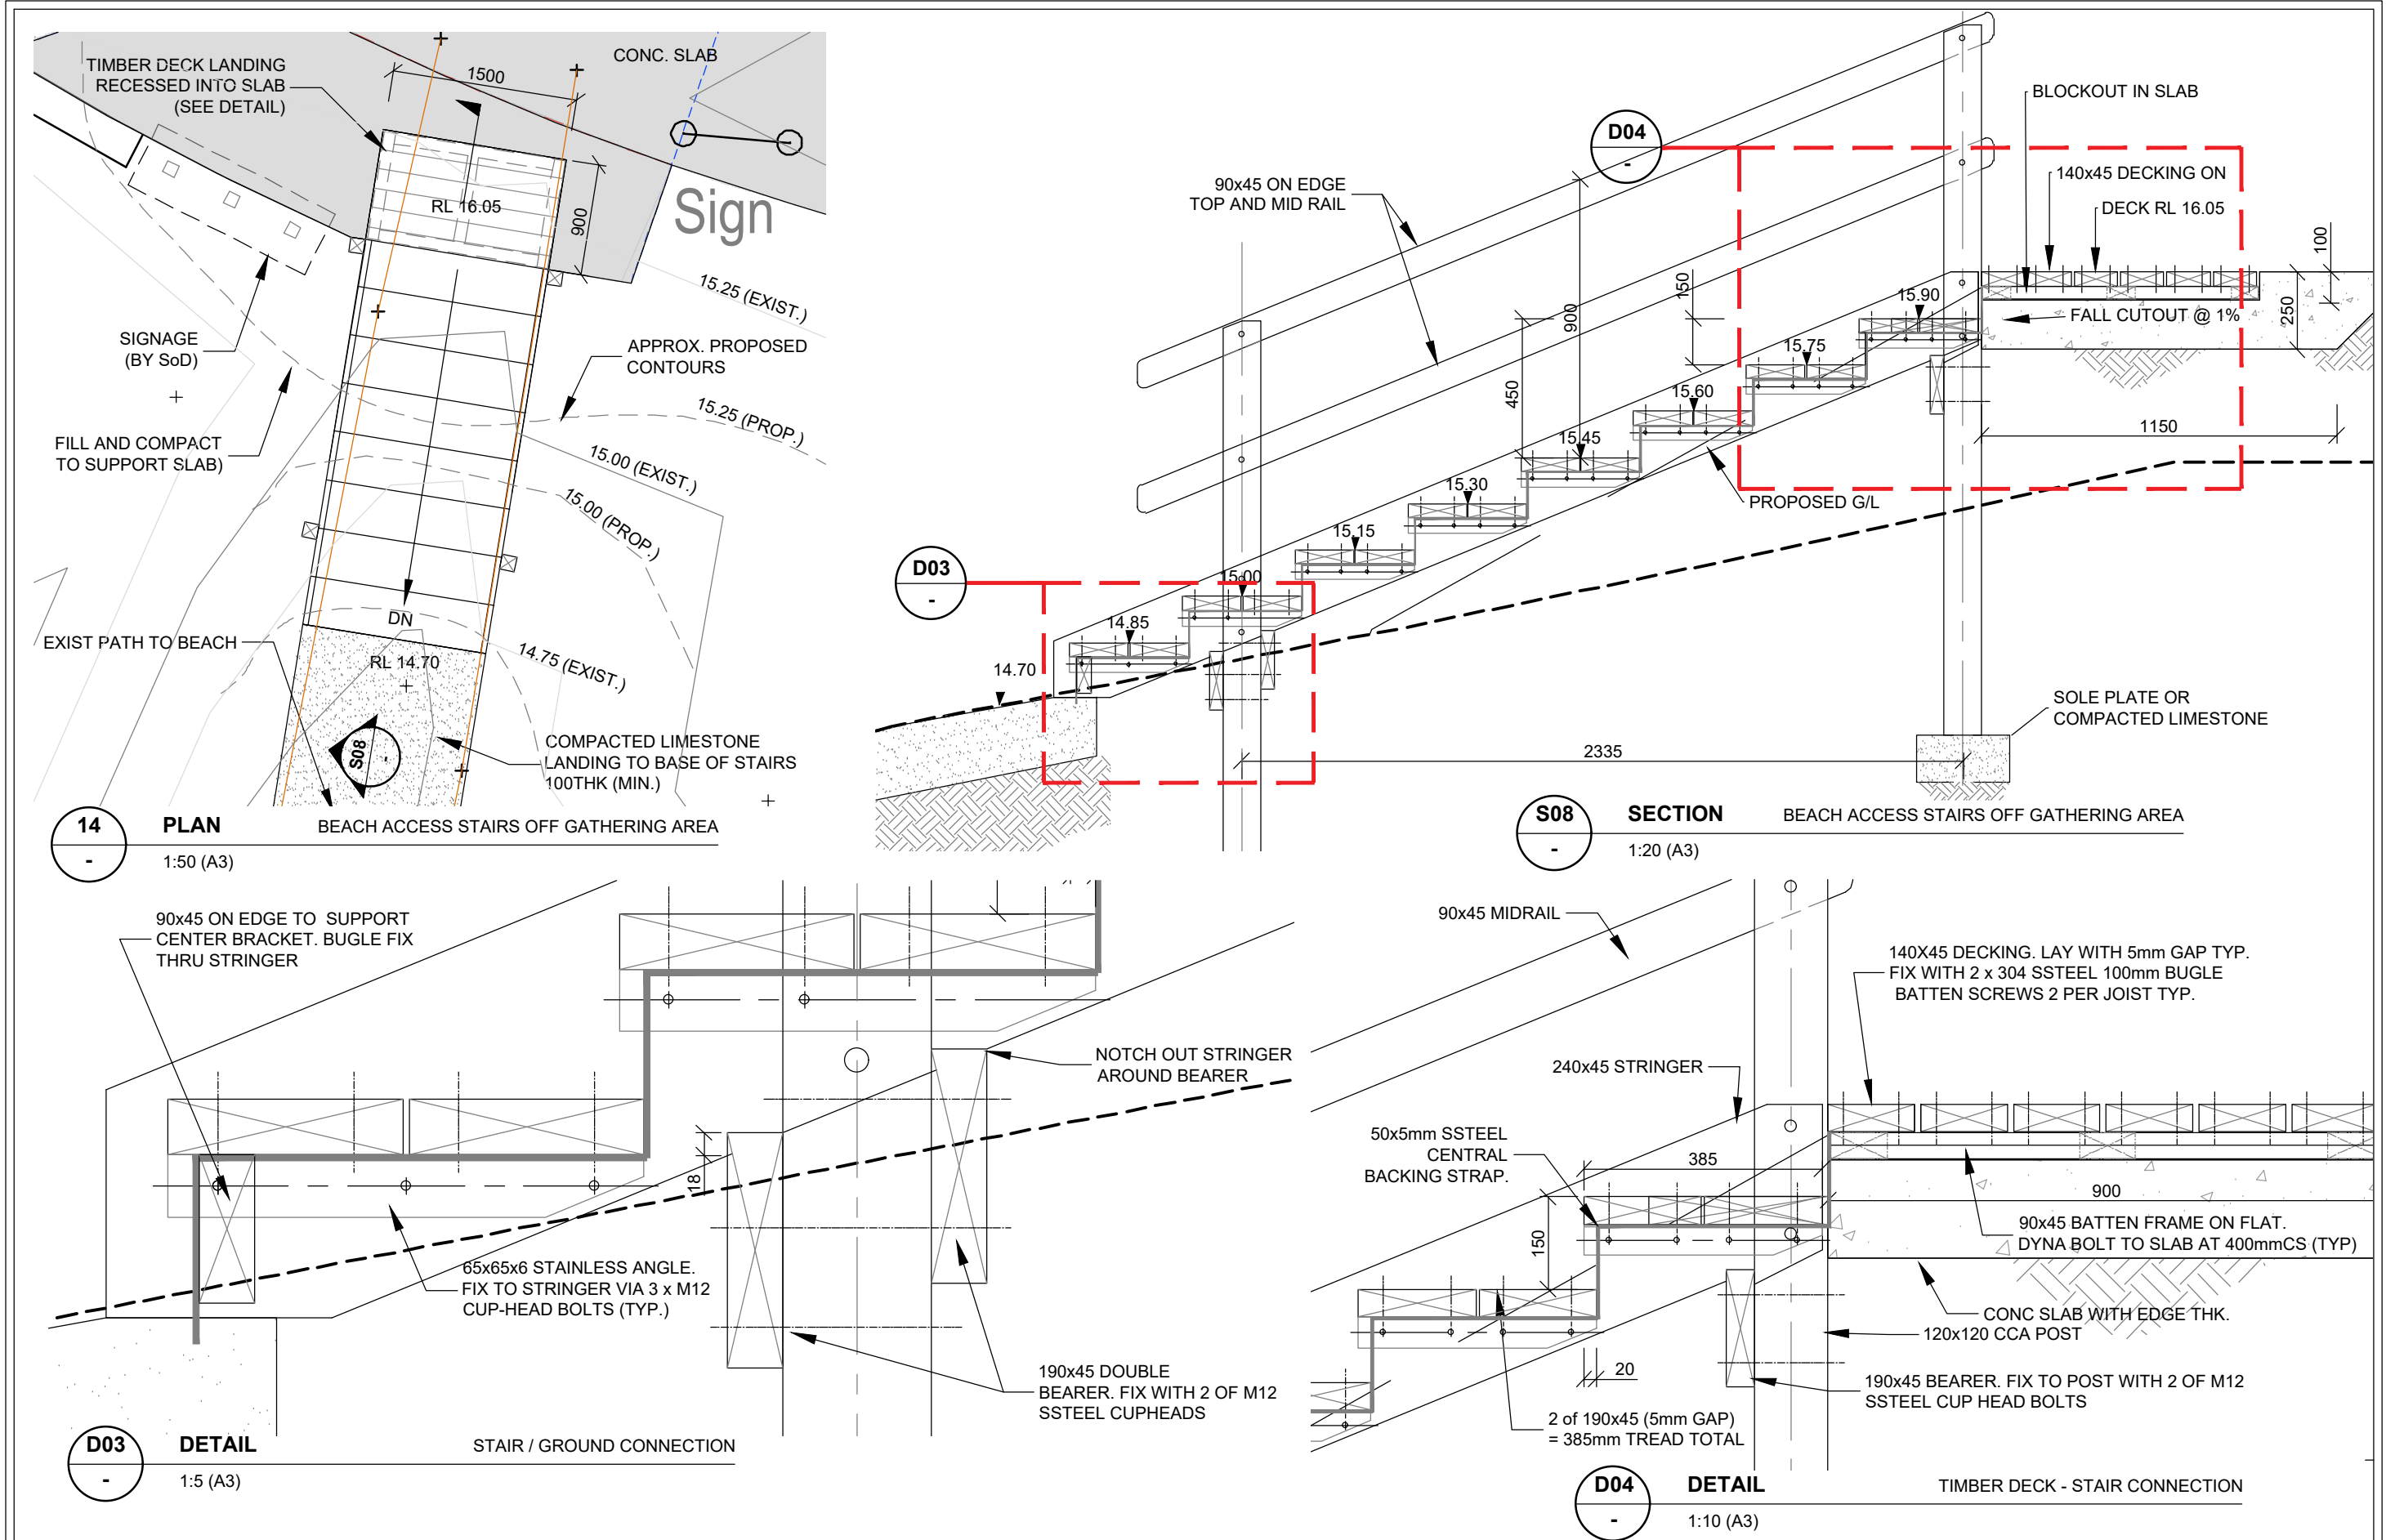 TIMBER DECK LANDING
RECESSED INTO SLAB
(SEE DETAIL)
CONC. SLAB
1500
RL 16.05
900
Sign
15.25 (EXIST.)
SIGNAGE
(BY SoD)
APPROX. PROPOSED
CONTOURS
15.25 (PROP.)
FILL AND COMPACT
TO SUPPORT SLAB)
15.00 (EXIST.)
15.00 (PROP.)
DN
EXIST PATH TO BEACH
RL 14.70
14.75 (EXIST.)
S08
-
COMPACTED LIMESTONE
LANDING TO BASE OF STAIRS
100THK (MIN.)
14
-
PLAN
BEACH ACCESS STAIRS OFF GATHERING AREA
1:50 (A3)
D04
-
BLOCKOUT IN SLAB
90x45 ON EDGE
TOP AND MID RAIL
140x45 DECKING ON
DECK RL 16.05
100
250
150
900
450
15.90
FALL CUTOUT @ 1%
15.75
15.60
15.45
15.30
15.15
15.00
14.85
14.70
1150
PROPOSED G/L
D03
-
SOLE PLATE OR
COMPACTED LIMESTONE
2335
S08
-
SECTION
BEACH ACCESS STAIRS OFF GATHERING AREA
1:20 (A3)
90x45 ON EDGE TO SUPPORT
CENTER BRACKET. BUGLE FIX
THRU STRINGER
NOTCH OUT STRINGER
AROUND BEARER
18
65x65x6 STAINLESS ANGLE.
FIX TO STRINGER VIA 3 x M12
CUP-HEAD BOLTS (TYP.)
190x45 DOUBLE
BEARER. FIX WITH 2 OF M12
SSTEEL CUPHEADS
D03
-
DETAIL
STAIR / GROUND CONNECTION
1:5 (A3)
90x45 MIDRAIL
140X45 DECKING. LAY WITH 5mm GAP TYP.
FIX WITH 2 x 304 SSTEEL 100mm BUGLE
BATTEN SCREWS 2 PER JOIST TYP.
240x45 STRINGER
50x5mm SSTEEL
CENTRAL
BACKING STRAP.
385
900
150
90x45 BATTEN FRAME ON FLAT.
DYNA BOLT TO SLAB AT 400mmCS (TYP)
CONC SLAB WITH EDGE THK.
120x120 CCA POST
20
190x45 BEARER. FIX TO POST WITH 2 OF M12
SSTEEL CUP HEAD BOLTS
2 of 190x45 (5mm GAP)
= 385mm TREAD TOTAL
D04
-
DETAIL
TIMBER DECK - STAIR CONNECTION
1:10 (A3)